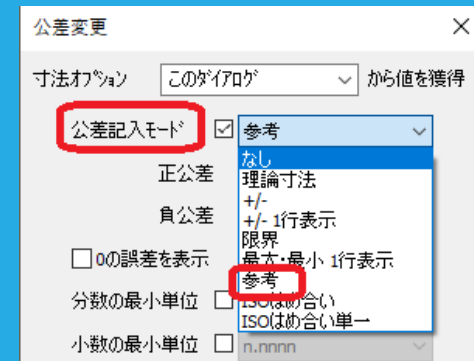 公差変更
寸法ｵﾌﾟｼｮﾝ このﾀﾞｲｱﾛｸﾞ から値を獲得
公差記入ﾓｰﾄﾞ 参考
なし
正公差 理論寸法
+/-
負公差 +/- 1行表示
限界
0の誤差を表示 最大・最小 1行表示
参考
分数の最小単位 ISOはめ合い
ISOはめ合い単一
小数の最小単位 n.nnnn